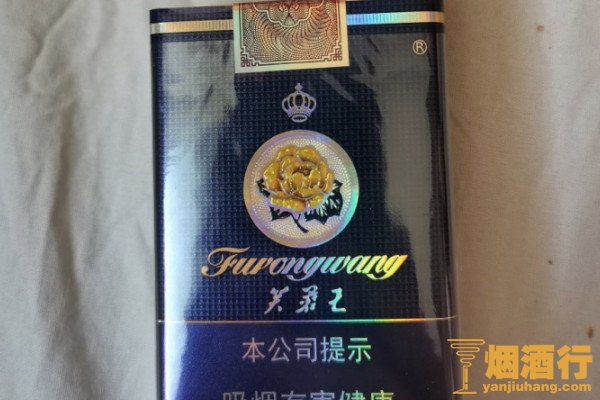 ®
Furongwang
芙蓉王
本公司提示
吸烟有害健康
烟酒行
yanjiuhang.com